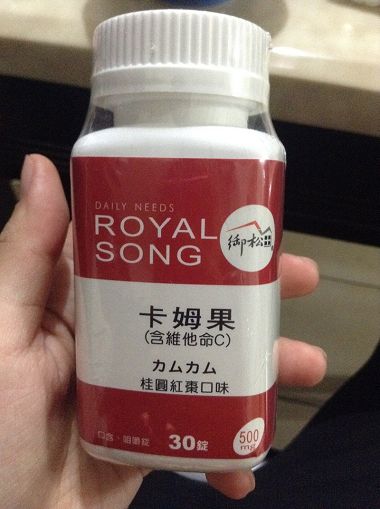 DAILY NEEDS
ROYAL
SONG
御松田
卡姆果
(含維他命C)
カムカム
桂圓紅棗口味
口含·咀嚼錠
30錠
500
mg